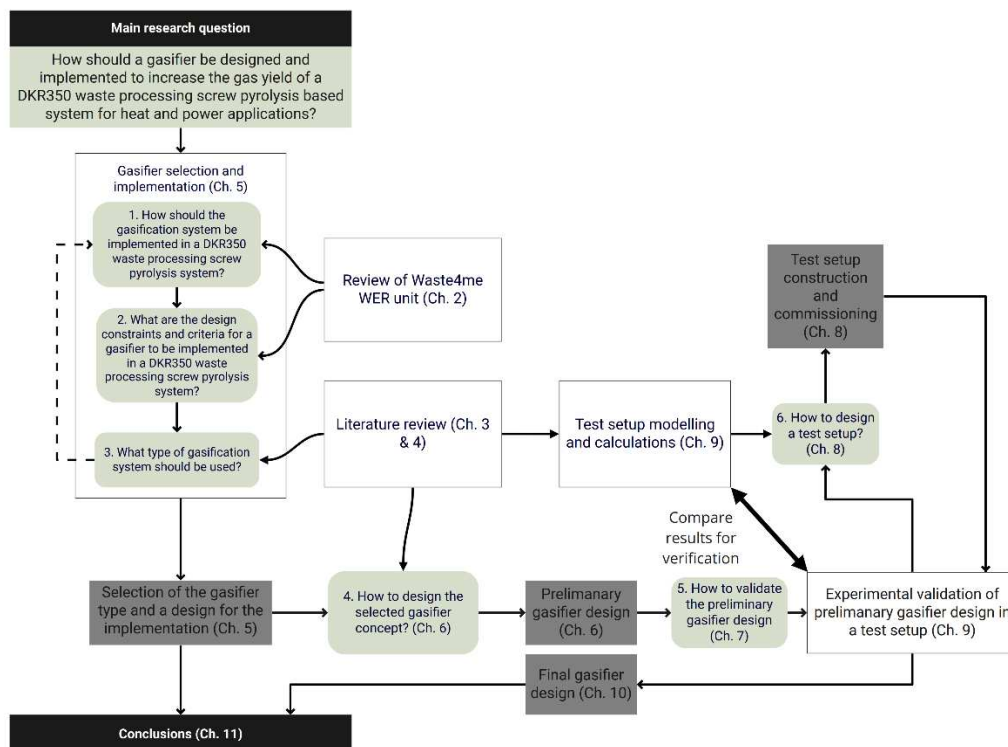 Main research question
How should a gasifier be designed and
implemented to increase the gas yield of a
DKR350 waste processing screw pyrolysis based
system for heat and power applications?
Gasifier selection and
implementation (Ch. 5)
1. How should the
gasification system be
implemented in a DKR350
waste processing screw
pyrolysis system?
2. What are the design
constraints and criteria for a
gasifier to be implemented
in a DKR350 waste
processing screw pyrolysis
system?
3. What type of gasification
system should be used?
Review of Waste4me
WER unit (Ch. 2)
Literature review (Ch. 3
& 4)
Test setup modelling
and calculations (Ch. 9)
Test setup
construction
and
commissioning
(Ch. 8)
6. How to design
a test setup?
(Ch. 8)
Compare
results for
verification
Selection of the gasifier
type and a design for the
implementation (Ch. 5)
4. How to design the
selected gasifier
concept? (Ch. 6)
Prelimanary
gasifier design
(Ch. 6)
5. How to validate
the preliminary
gasifier design
(Ch. 7)
Experimental validation of
prelimanary gasifier design in
a test setup (Ch. 9)
Final gasifier
design (Ch. 10)
Conclusions (Ch. 11)